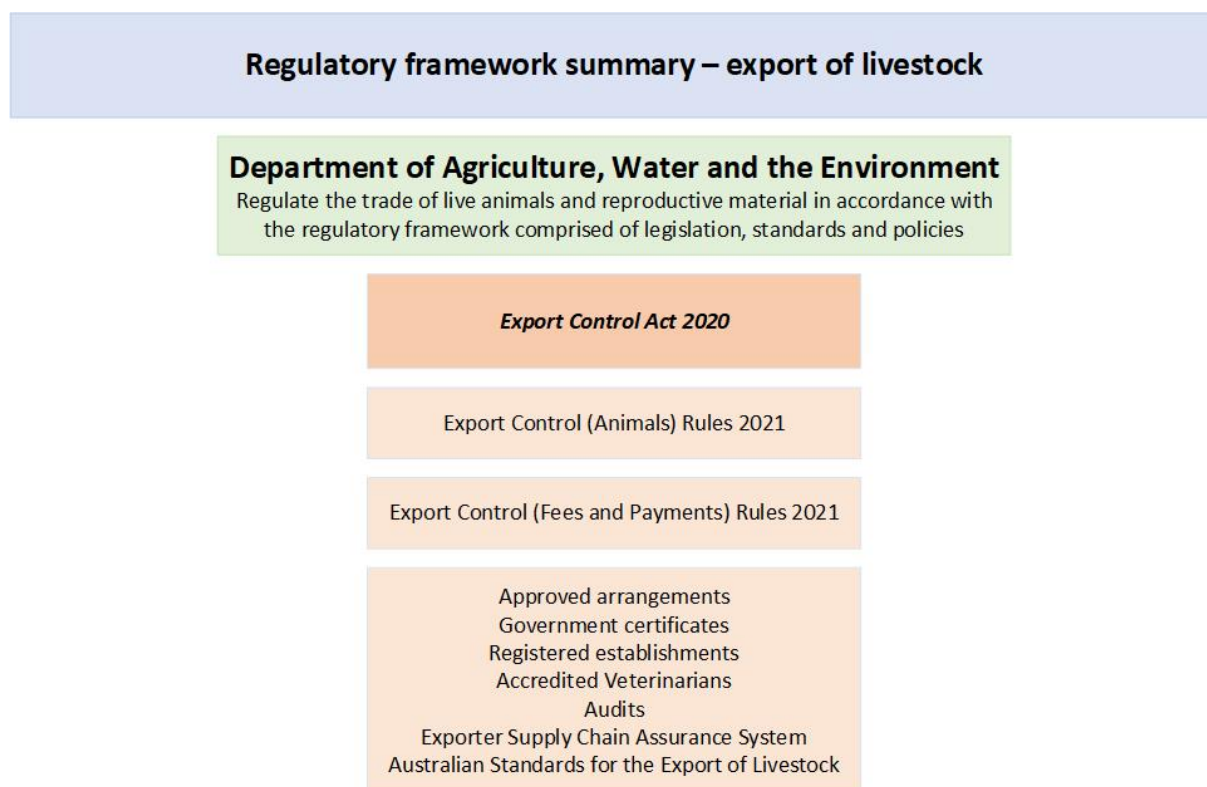 Regulatory framework summary – export of livestock
Department of Agriculture, Water and the Environment
Regulate the trade of live animals and reproductive material in accordance with
the regulatory framework comprised of legislation, standards and policies
Export Control Act 2020
Export Control (Animals) Rules 2021
Export Control (Fees and Payments) Rules 2021
Approved arrangements
Government certificates
Registered establishments
Accredited Veterinarians
Audits
Exporter Supply Chain Assurance System
Australian Standards for the Export of Livestock